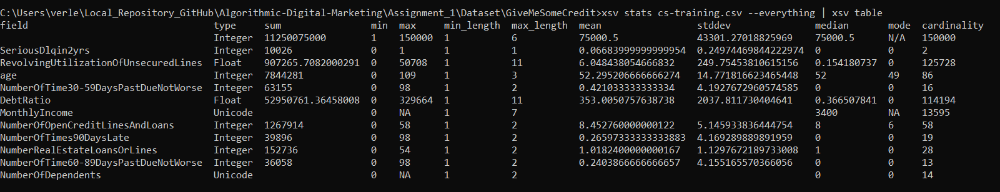 C:\Users\verle\Local_Repository_GitHub\Algorithmic-Digital-Marketing\Assignment_1\Dataset\GiveMeSomeCredit>xsv stats cs-training.csv --everything | xsv table
field type sum min max min_length max_length mean stddev median mode cardinality
Integer 11250075000 1 150000 1 6 75000.5 43301.27018825969 75000.5 N/A 150000
SeriousDlqin2yrs Integer 10026 0 1 1 1 0.06683999999999954 0.24974469844222974 0 0 2
RevolvingUtilizationOfUnsecuredLines Float 907265.7082000291 0 50708 1 11 6.048438054666832 249.75453810615156 0.154180737 0 125728
age Integer 7844281 0 109 1 3 52.295206666666274 14.771816623465448 52 49 86
NumberOfTime30-59DaysPastDueNotWorse Integer 63155 0 98 1 2 0.421033333333334 4.1927672960574585 0 0 16
DebtRatio Float 52950761.36458008 0 329664 1 11 353.0050757638738 2037.811730404641 0.366507841 0 114194
MonthlyIncome Unicode 0 NA 1 7 3400 NA 13595
NumberOfOpenCreditLinesAndLoans Integer 1267914 0 58 1 2 8.452760000000122 5.145933836444754 8 6 58
NumberOfTimes90DaysLate Integer 39896 0 98 1 2 0.26597333333333883 4.169289889891959 0 0 19
NumberRealEstateLoansOrLines Integer 152736 0 54 1 2 1.0182400000000167 1.1297672189733008 1 0 28
NumberOfTime60-89DaysPastDueNotWorse Integer 36058 0 98 1 2 0.2403866666666657 4.155165570366056 0 0 13
NumberOfDependents Unicode 0 NA 1 2 0 14